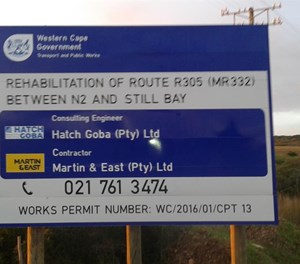 Western Cape
Government
Transport and Public Works
REHABILITATION OF ROUTE R305 (MR332)
BETWEEN N2 AND STILL BAY
Consulting Engineer
HATCH
GOBA
Hatch Goba (Pty) Ltd
Contractor
MARTIN
& EAST
Martin & East (Pty) Ltd
021 761 3474
WORKS PERMIT NUMBER: WC/2016/01/CPT 13